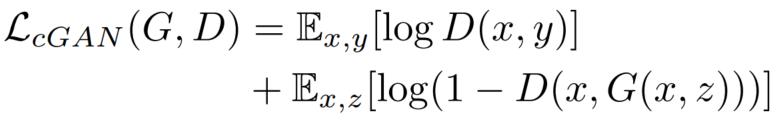 ℒ_{cGAN}(G, D) = 𝔼_{x,y}[log D(x, y)]
+ 𝔼_{x,z}[log(1 − D(x, G(x, z)))]